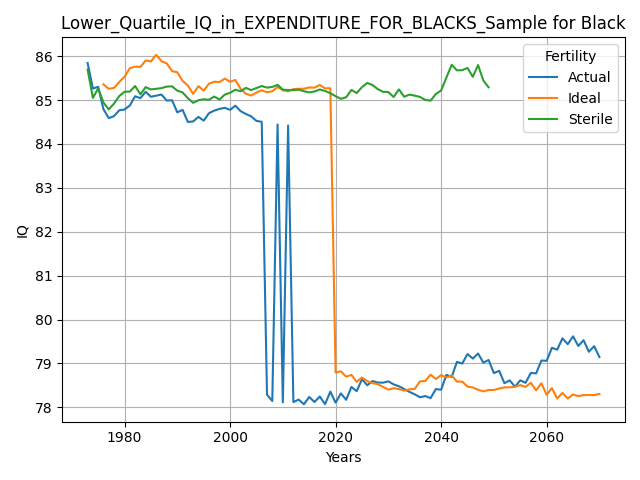 Lower_Quartile_IQ_in_EXPENDITURE_FOR_BLACKS_Sample for Black
Fertility
Actual
Ideal
Sterile
IQ
86
85
84
83
82
81
80
79
78
1980
2000
2020
2040
2060
Years